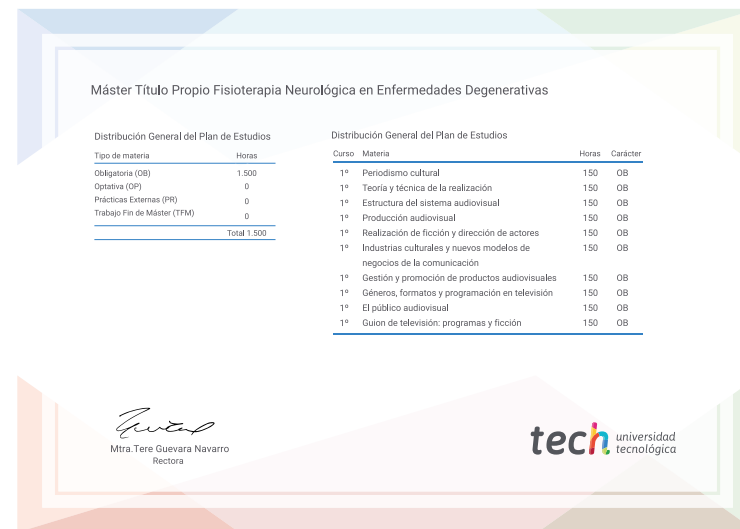 Máster Título Propio Fisioterapia Neurológica en Enfermedades Degenerativas
Distribución General del Plan de Estudios
Tipo de materia Horas
Obligatoria (OB) 1.500
Optativa (OP) 0
Prácticas Externas (PR) 0
Trabajo Fin de Máster (TFM) 0
Total 1.500
Distribución General del Plan de Estudios
Curso Materia Horas Carácter
1º Periodismo cultural 150 OB
1º Teoría y técnica de la realización 150 OB
1º Estructura del sistema audiovisual 150 OB
1º Producción audiovisual 150 OB
1º Realización de ficción y dirección de actores 150 OB
1º Industrias culturales y nuevos modelos de 150 OB
negocios de la comunicación
1º Gestión y promoción de productos audiovisuales 150 OB
1º Géneros, formatos y programación en televisión 150 OB
1º El público audiovisual 150 OB
1º Guion de televisión: programas y ficción 150 OB
Mtra.Tere Guevara Navarro
Rectora
tech universidad
tecnológica